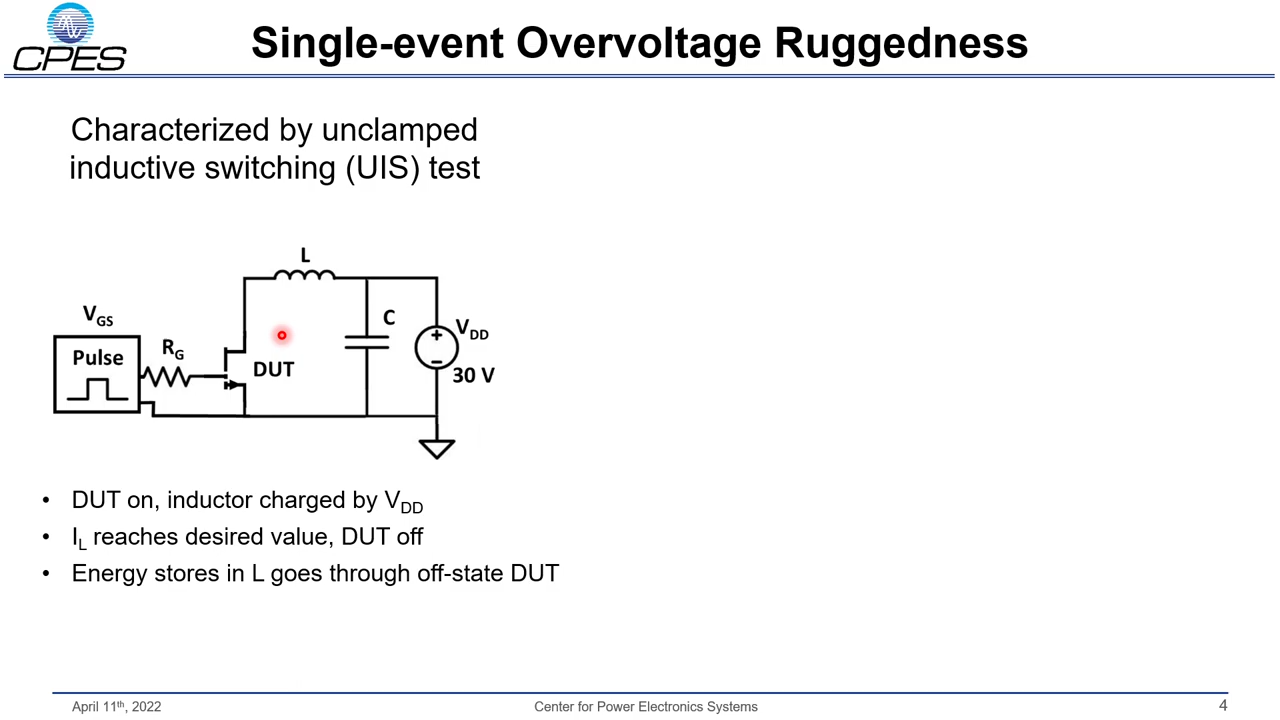 CPES
Single-event Overvoltage Ruggedness
Characterized by unclamped
inductive switching (UIS) test
L
V_GS
Pulse
R_G
DUT
C
+
−
V_DD
30 V
• DUT on, inductor charged by V_DD
• I_L reaches desired value, DUT off
• Energy stores in L goes through off-state DUT
April 11th, 2022
Center for Power Electronics Systems
4